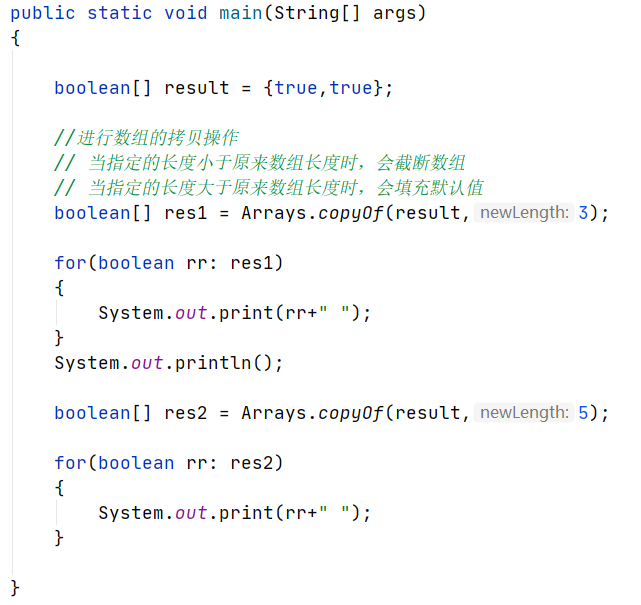 public static void main(String[] args)
{
boolean[] result = {true,true};
//进行数组的拷贝操作
// 当指定的长度小于原来数组长度时，会截断数组
// 当指定的长度大于原来数组长度时，会填充默认值
boolean[] res1 = Arrays.copyOf(result, newLength: 3);
for(boolean rr: res1)
{
System.out.print(rr+" ");
}
System.out.println();
boolean[] res2 = Arrays.copyOf(result, newLength: 5);
for(boolean rr: res2)
{
System.out.print(rr+" ");
}
}